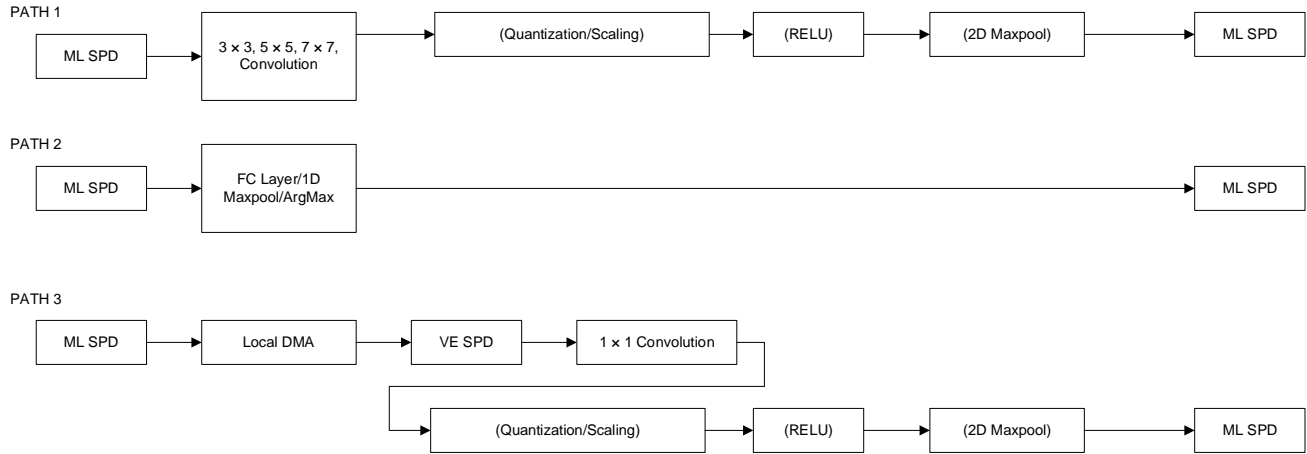 PATH 1
ML SPD
3 × 3, 5 × 5, 7 × 7,
Convolution
(Quantization/Scaling)
(RELU)
(2D Maxpool)
ML SPD
PATH 2
ML SPD
FC Layer/1D
Maxpool/ArgMax
ML SPD
PATH 3
ML SPD
Local DMA
VE SPD
1 × 1 Convolution
(Quantization/Scaling)
(RELU)
(2D Maxpool)
ML SPD